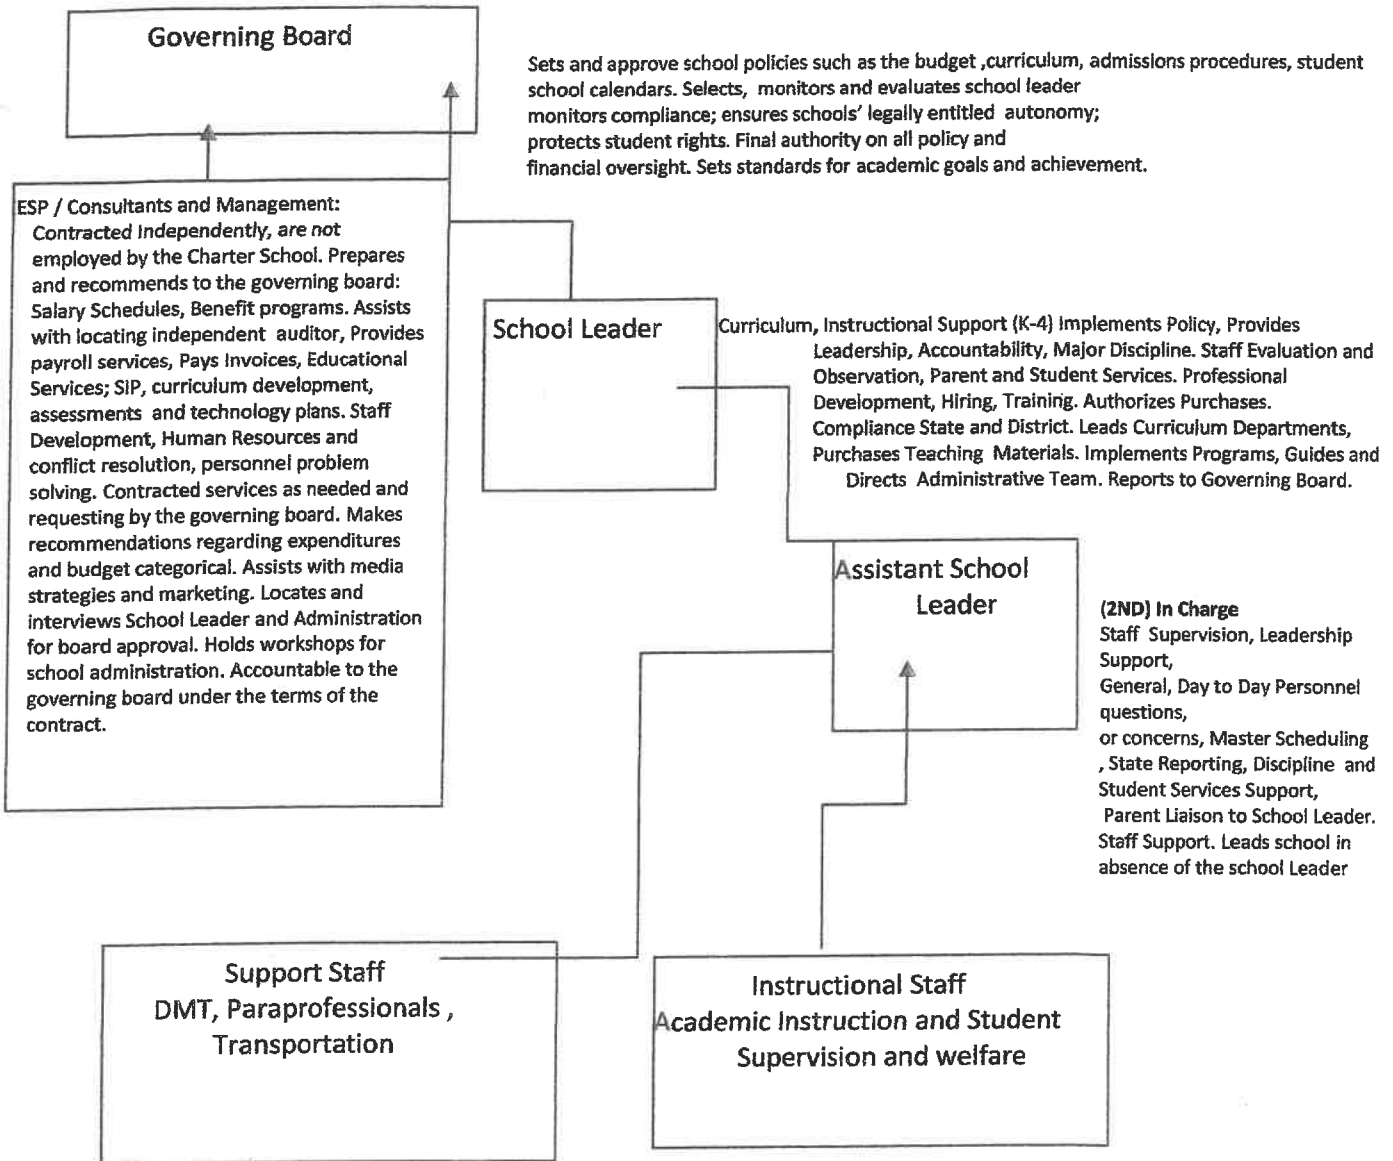 Governing Board
Sets and approve school policies such as the budget ,curriculum, admissions procedures, student
school calendars. Selects, monitors and evaluates school leader
monitors compliance; ensures schools' legally entitled autonomy;
protects student rights. Final authority on all policy and
financial oversight. Sets standards for academic goals and achievement.
ESP / Consultants and Management:
Contracted Independently, are not
employed by the Charter School. Prepares
and recommends to the governing board:
Salary Schedules, Benefit programs. Assists
with locating independent auditor, Provides
payroll services, Pays Invoices, Educational
Services; SIP, curriculum development,
assessments and technology plans. Staff
Development, Human Resources and
conflict resolution, personnel problem
solving. Contracted services as needed and
requesting by the governing board. Makes
recommendations regarding expenditures
and budget categorical. Assists with media
strategies and marketing. Locates and
interviews School Leader and Administration
for board approval. Holds workshops for
school administration. Accountable to the
governing board under the terms of the
contract.
School Leader
Curriculum, Instructional Support (K-4) Implements Policy, Provides
Leadership, Accountability, Major Discipline. Staff Evaluation and
Observation, Parent and Student Services. Professional
Development, Hiring, Training. Authorizes Purchases.
Compliance State and District. Leads Curriculum Departments,
Purchases Teaching Materials. Implements Programs, Guides and
Directs Administrative Team. Reports to Governing Board.
Assistant School
Leader
(2ND) In Charge
Staff Supervision, Leadership
Support,
General, Day to Day Personnel
questions,
or concerns, Master Scheduling
, State Reporting, Discipline and
Student Services Support,
Parent Liaison to School Leader.
Staff Support. Leads school in
absence of the school Leader
Support Staff
DMT, Paraprofessionals ,
Transportation
Instructional Staff
Academic Instruction and Student
Supervision and welfare